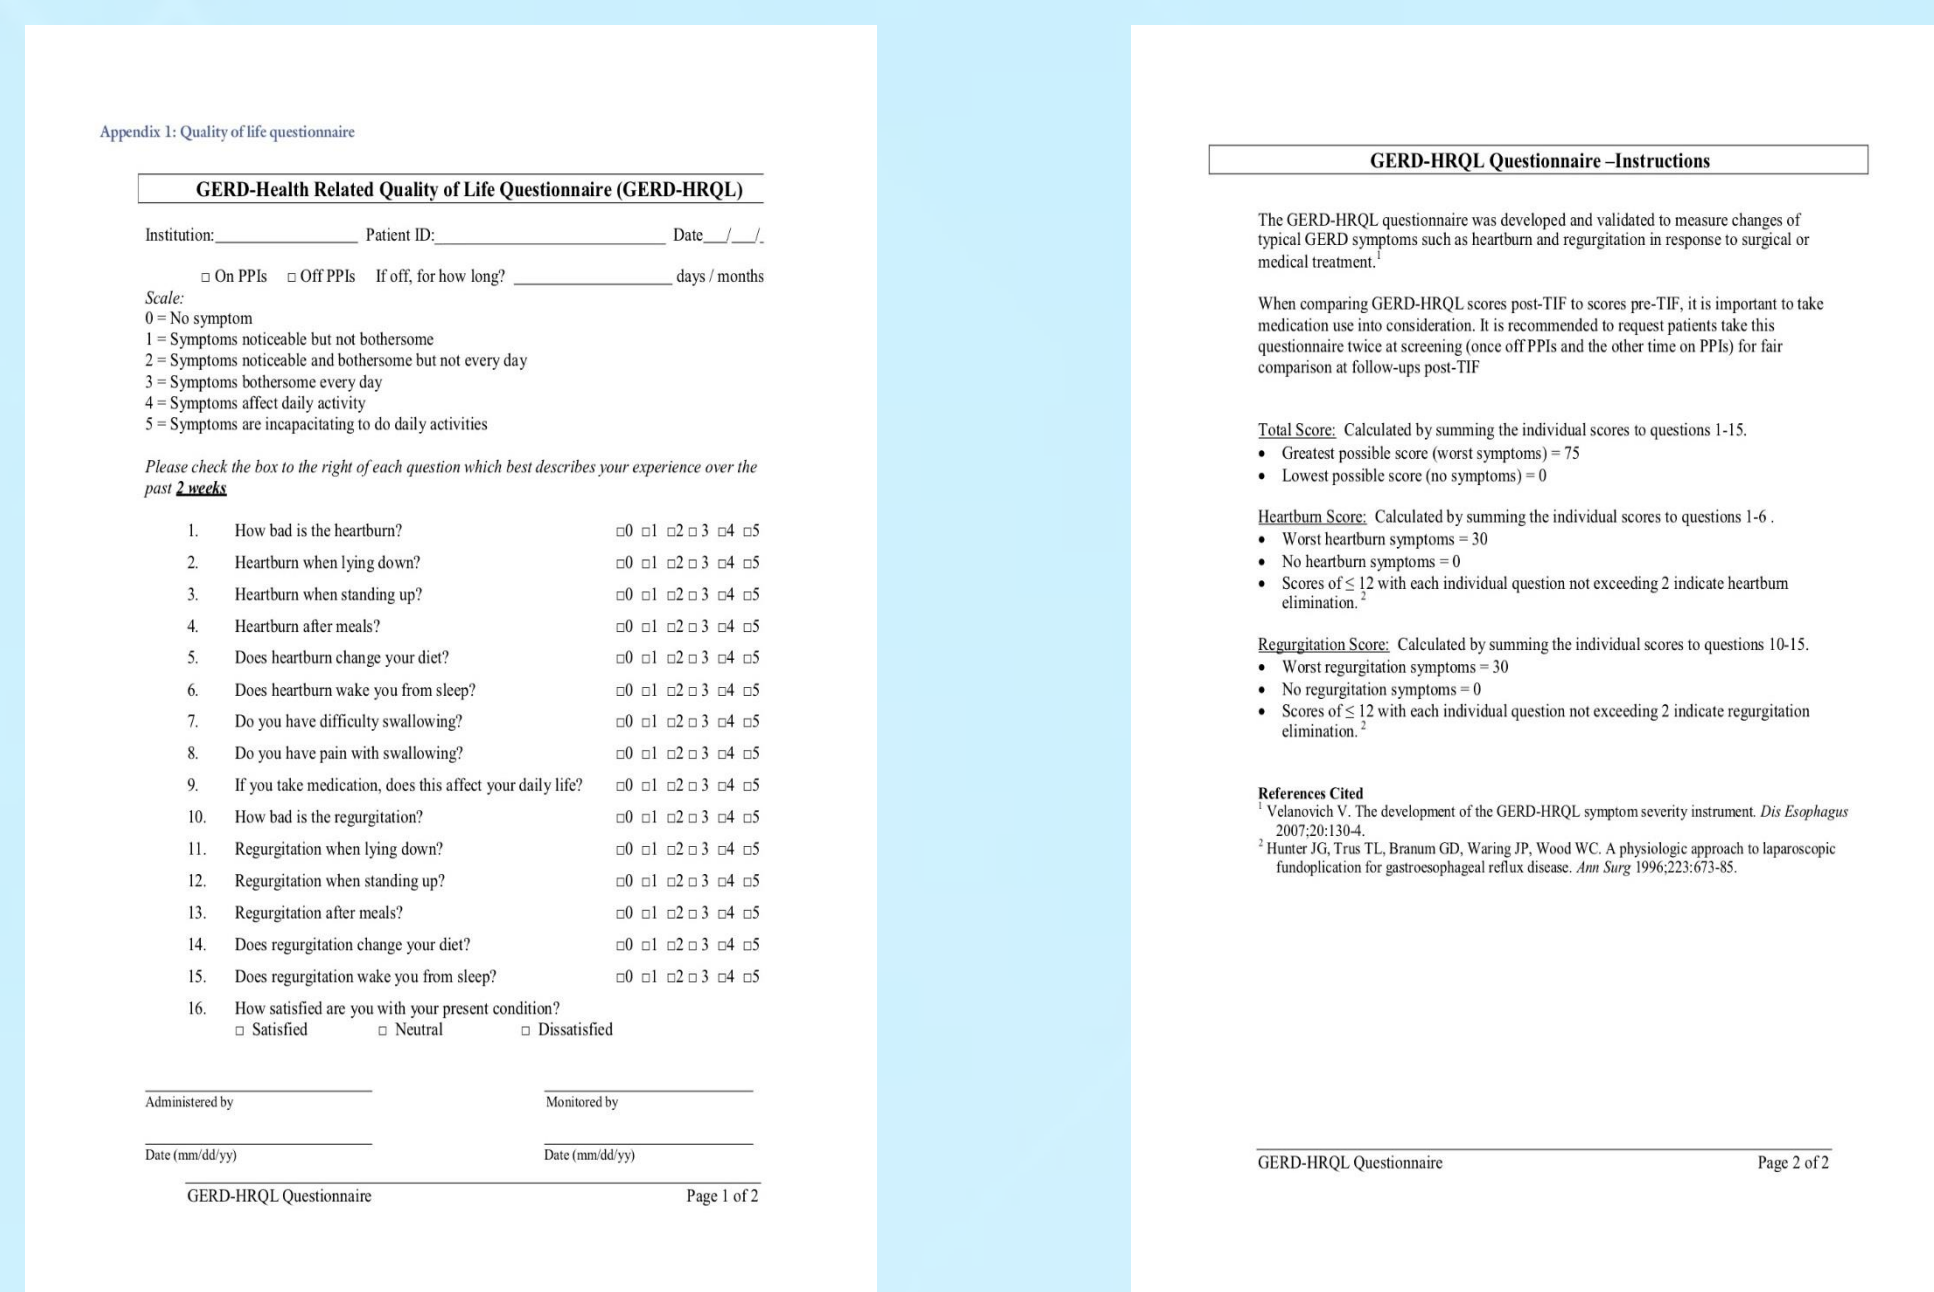 Appendix 1: Quality of life questionnaire
GERD-Health Related Quality of Life Questionnaire (GERD-HRQL)
Institution:________________ Patient ID:__________________________ Date___/___/_
□ On PPIs □ Off PPIs If off, for how long? __________________ days / months
Scale:
0 = No symptom
1 = Symptoms noticeable but not bothersome
2 = Symptoms noticeable and bothersome but not every day
3 = Symptoms bothersome every day
4 = Symptoms affect daily activity
5 = Symptoms are incapacitating to do daily activities
Please check the box to the right of each question which best describes your experience over the
past 2 weeks
1. How bad is the heartburn? □0 □1 □2 □ 3 □4 □5
2. Heartburn when lying down? □0 □1 □2 □ 3 □4 □5
3. Heartburn when standing up? □0 □1 □2 □ 3 □4 □5
4. Heartburn after meals? □0 □1 □2 □ 3 □4 □5
5. Does heartburn change your diet? □0 □1 □2 □ 3 □4 □5
6. Does heartburn wake you from sleep? □0 □1 □2 □ 3 □4 □5
7. Do you have difficulty swallowing? □0 □1 □2 □ 3 □4 □5
8. Do you have pain with swallowing? □0 □1 □2 □ 3 □4 □5
9. If you take medication, does this affect your daily life? □0 □1 □2 □ 3 □4 □5
10. How bad is the regurgitation? □0 □1 □2 □ 3 □4 □5
11. Regurgitation when lying down? □0 □1 □2 □ 3 □4 □5
12. Regurgitation when standing up? □0 □1 □2 □ 3 □4 □5
13. Regurgitation after meals? □0 □1 □2 □ 3 □4 □5
14. Does regurgitation change your diet? □0 □1 □2 □ 3 □4 □5
15. Does regurgitation wake you from sleep? □0 □1 □2 □ 3 □4 □5
16. How satisfied are you with your present condition?
□ Satisfied □ Neutral □ Dissatisfied
Administered by Monitored by
Date (mm/dd/yy) Date (mm/dd/yy)
GERD-HRQL Questionnaire Page 1 of 2
GERD-HRQL Questionnaire –Instructions
The GERD-HRQL questionnaire was developed and validated to measure changes of
typical GERD symptoms such as heartburn and regurgitation in response to surgical or
medical treatment.1
When comparing GERD-HRQL scores post-TIF to scores pre-TIF, it is important to take
medication use into consideration. It is recommended to request patients take this
questionnaire twice at screening (once off PPIs and the other time on PPIs) for fair
comparison at follow-ups post-TIF
Total Score: Calculated by summing the individual scores to questions 1-15.
• Greatest possible score (worst symptoms) = 75
• Lowest possible score (no symptoms) = 0
Heartburn Score: Calculated by summing the individual scores to questions 1-6 .
• Worst heartburn symptoms = 30
• No heartburn symptoms = 0
• Scores of ≤ 12 with each individual question not exceeding 2 indicate heartburn
elimination. 2
Regurgitation Score: Calculated by summing the individual scores to questions 10-15.
• Worst regurgitation symptoms = 30
• No regurgitation symptoms = 0
• Scores of ≤ 12 with each individual question not exceeding 2 indicate regurgitation
elimination. 2
References Cited
1 Velanovich V. The development of the GERD-HRQL symptom severity instrument. Dis Esophagus
2007;20:130-4.
2 Hunter JG, Trus TL, Branum GD, Waring JP, Wood WC. A physiologic approach to laparoscopic
fundoplication for gastroesophageal reflux disease. Ann Surg 1996;223:673-85.
GERD-HRQL Questionnaire Page 2 of 2